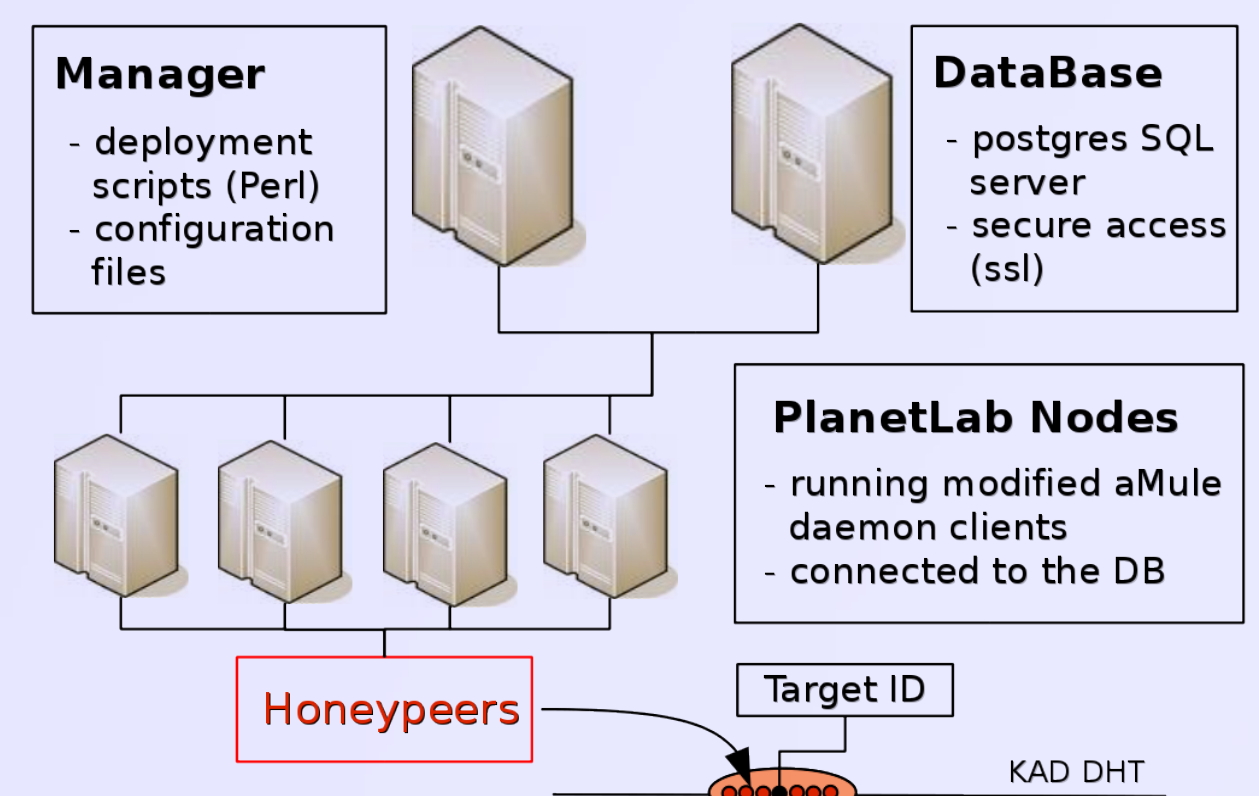 Manager
- deployment
scripts (Perl)
- configuration
files
DataBase
- postgres SQL
server
- secure access
(ssl)
PlanetLab Nodes
- running modified aMule
daemon clients
- connected to the DB
Honeypeers
Target ID
KAD DHT